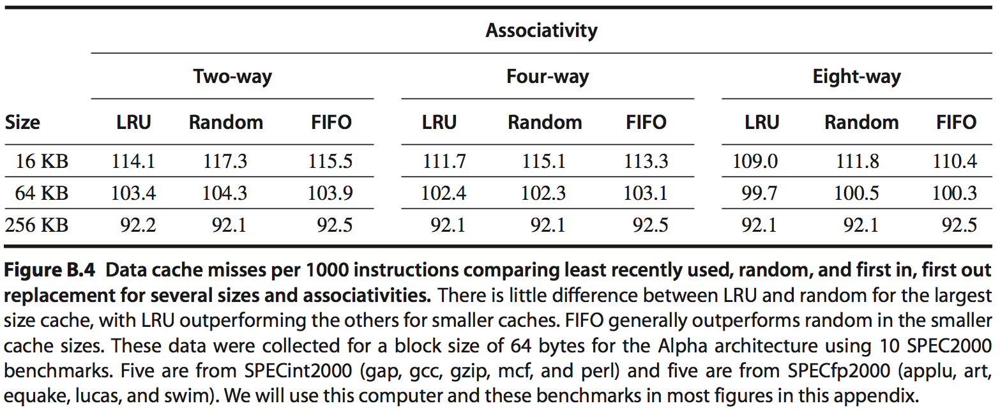 Associativity
Two-way Four-way Eight-way
Size LRU Random FIFO LRU Random FIFO LRU Random FIFO
16 KB 114.1 117.3 115.5 111.7 115.1 113.3 109.0 111.8 110.4
64 KB 103.4 104.3 103.9 102.4 102.3 103.1 99.7 100.5 100.3
256 KB 92.2 92.1 92.5 92.1 92.1 92.5 92.1 92.1 92.5
Figure B.4 Data cache misses per 1000 instructions comparing least recently used, random, and first in, first out
replacement for several sizes and associativities. There is little difference between LRU and random for the largest
size cache, with LRU outperforming the others for smaller caches. FIFO generally outperforms random in the smaller
cache sizes. These data were collected for a block size of 64 bytes for the Alpha architecture using 10 SPEC2000
benchmarks. Five are from SPECint2000 (gap, gcc, gzip, mcf, and perl) and five are from SPECfp2000 (applu, art,
equake, lucas, and swim). We will use this computer and these benchmarks in most figures in this appendix.